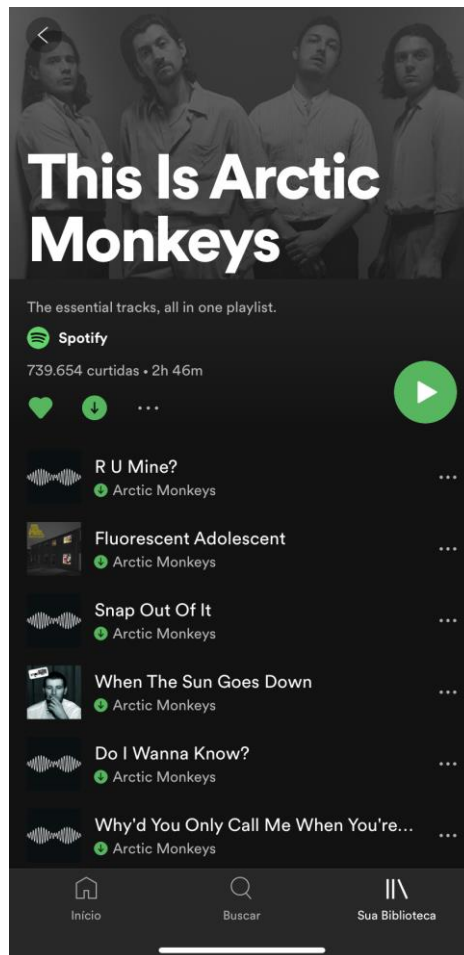 This Is Arctic
Monkeys
The essential tracks, all in one playlist.
Spotify
739.654 curtidas • 2h 46m
R U Mine?
Arctic Monkeys
Fluorescent Adolescent
Arctic Monkeys
Snap Out Of It
Arctic Monkeys
When The Sun Goes Down
Arctic Monkeys
Do I Wanna Know?
Arctic Monkeys
Why'd You Only Call Me When You're...
Arctic Monkeys
Início
Buscar
Sua Biblioteca